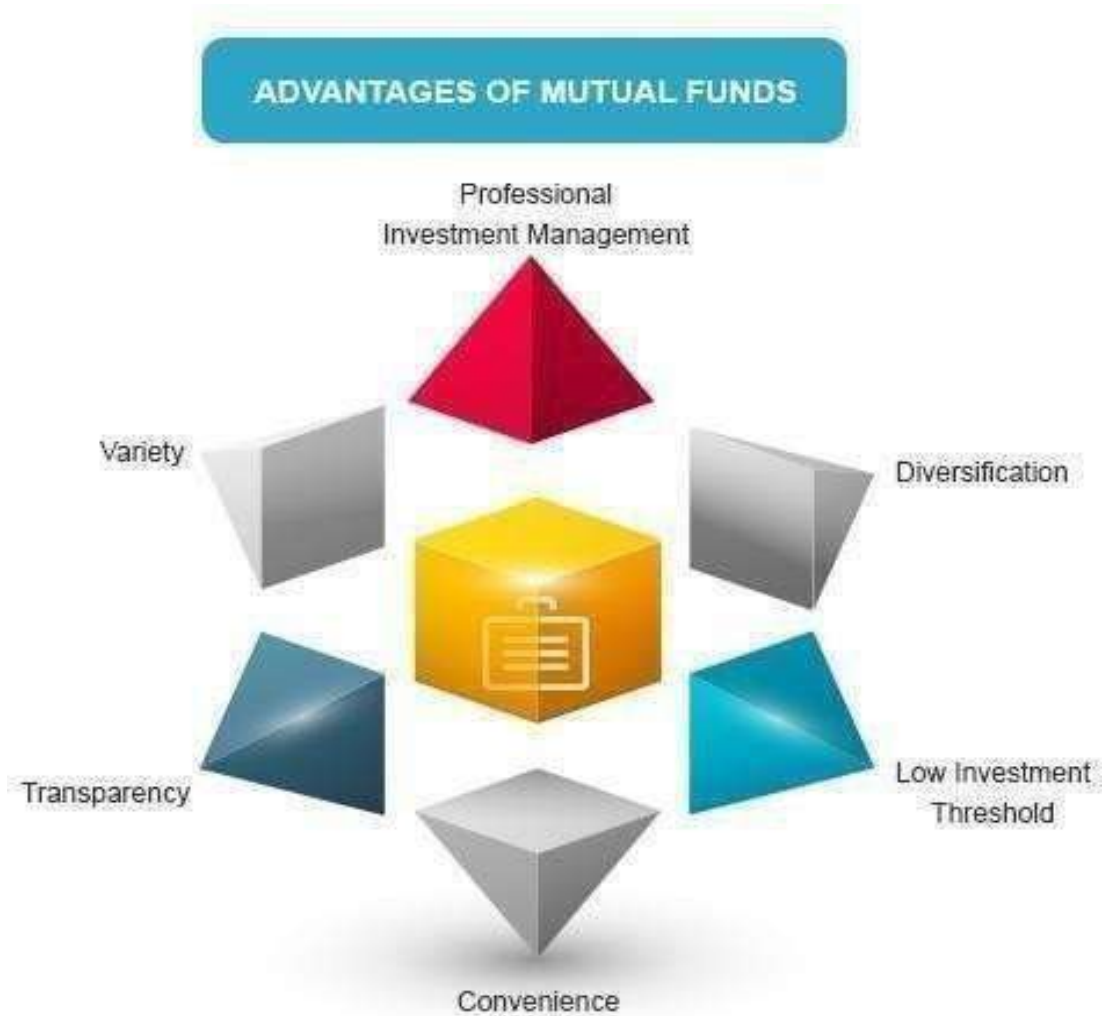 ADVANTAGES OF MUTUAL FUNDS
Professional
Investment Management
Variety
Diversification
Transparency
Low Investment
Threshold
Convenience